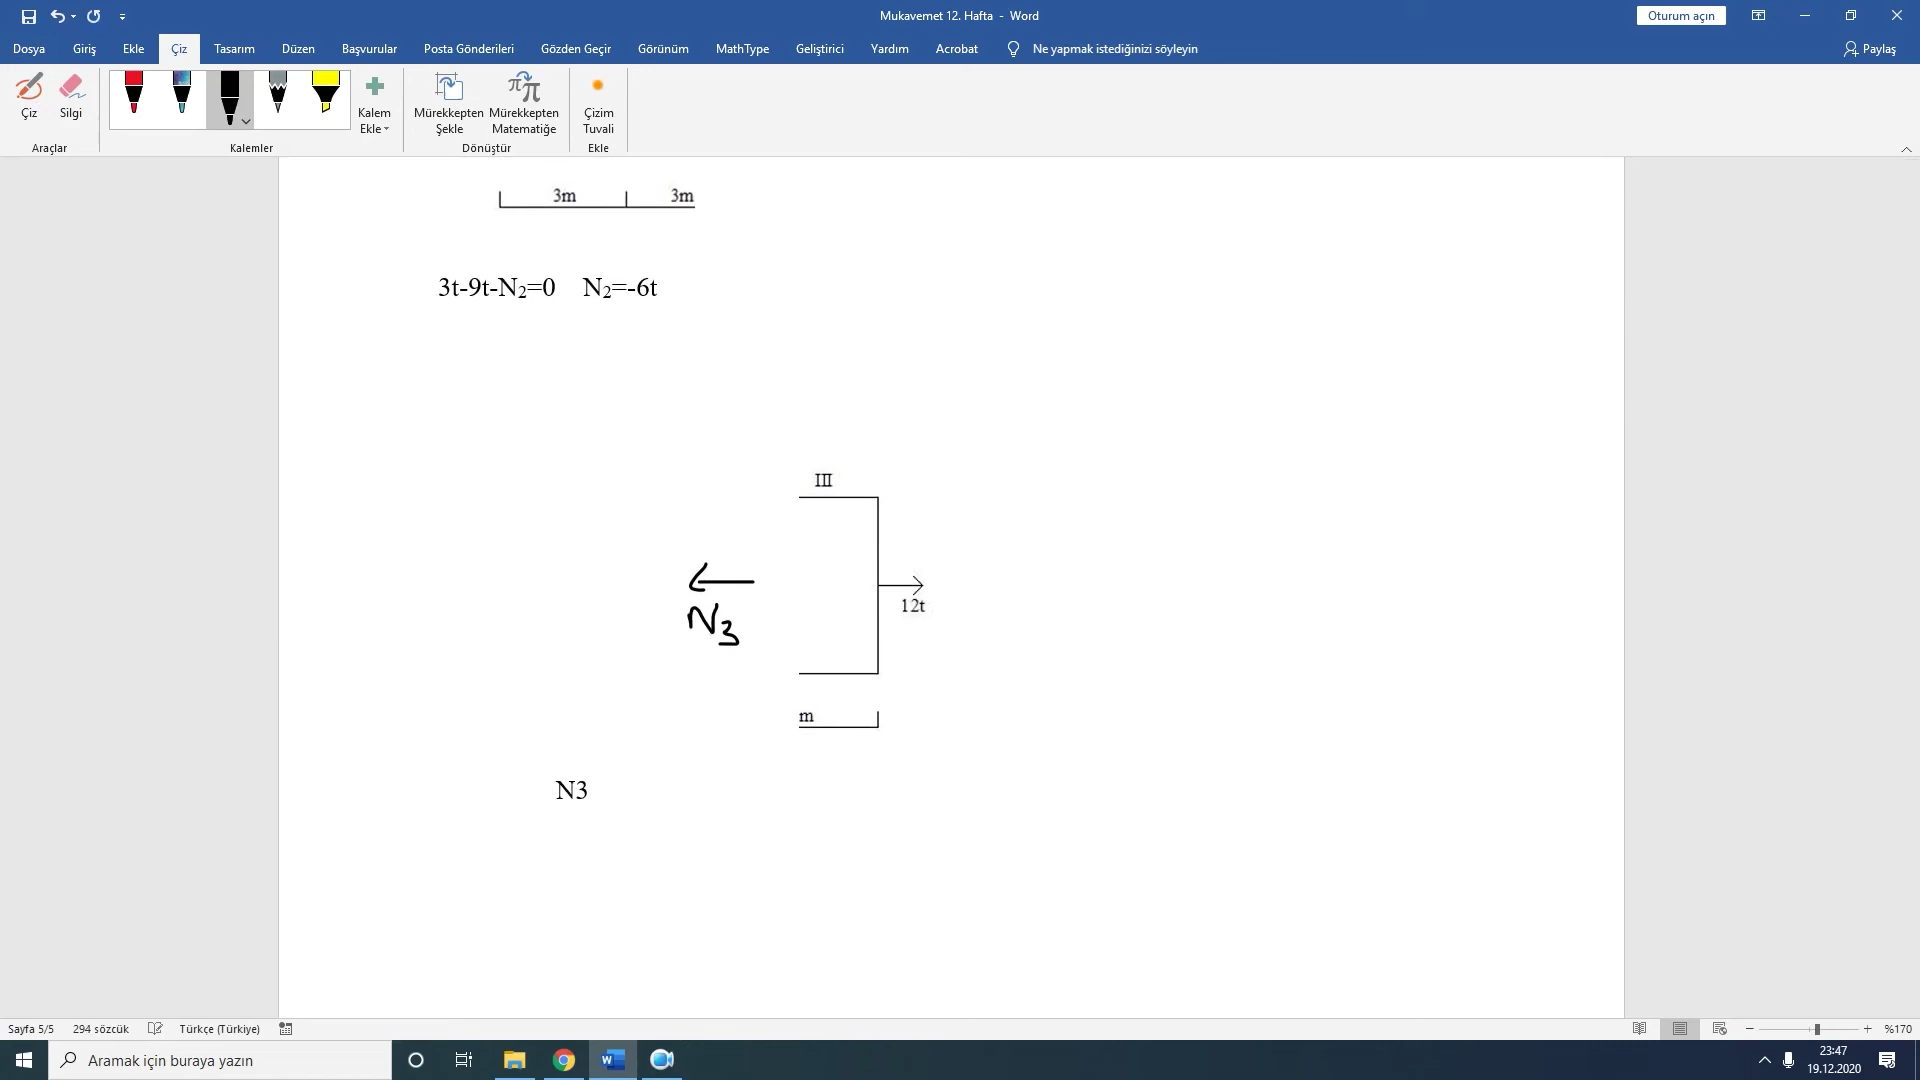 Mukavemet 12. Hafta - Word
Oturum açın
Dosya Giriş Ekle Çiz Tasarım Düzen Başvurular Posta Gönderileri Gözden Geçir Görünüm MathType Geliştirici Yardım Acrobat Ne yapmak istediğinizi söyleyin Paylaş
Çiz Silgi Kalem Ekle Mürekkepten Şekle Mürekkepten Matematiğe Çizim Tuvali
Araçlar Kalemler Dönüştür Ekle
3m 3m
3t-9t-N₂=0 N₂=-6t
III
12t
N3
m
N3
Sayfa 5/5 294 sözcük Türkçe (Türkiye) %170
Aramak için buraya yazın
23:47
19.12.2020